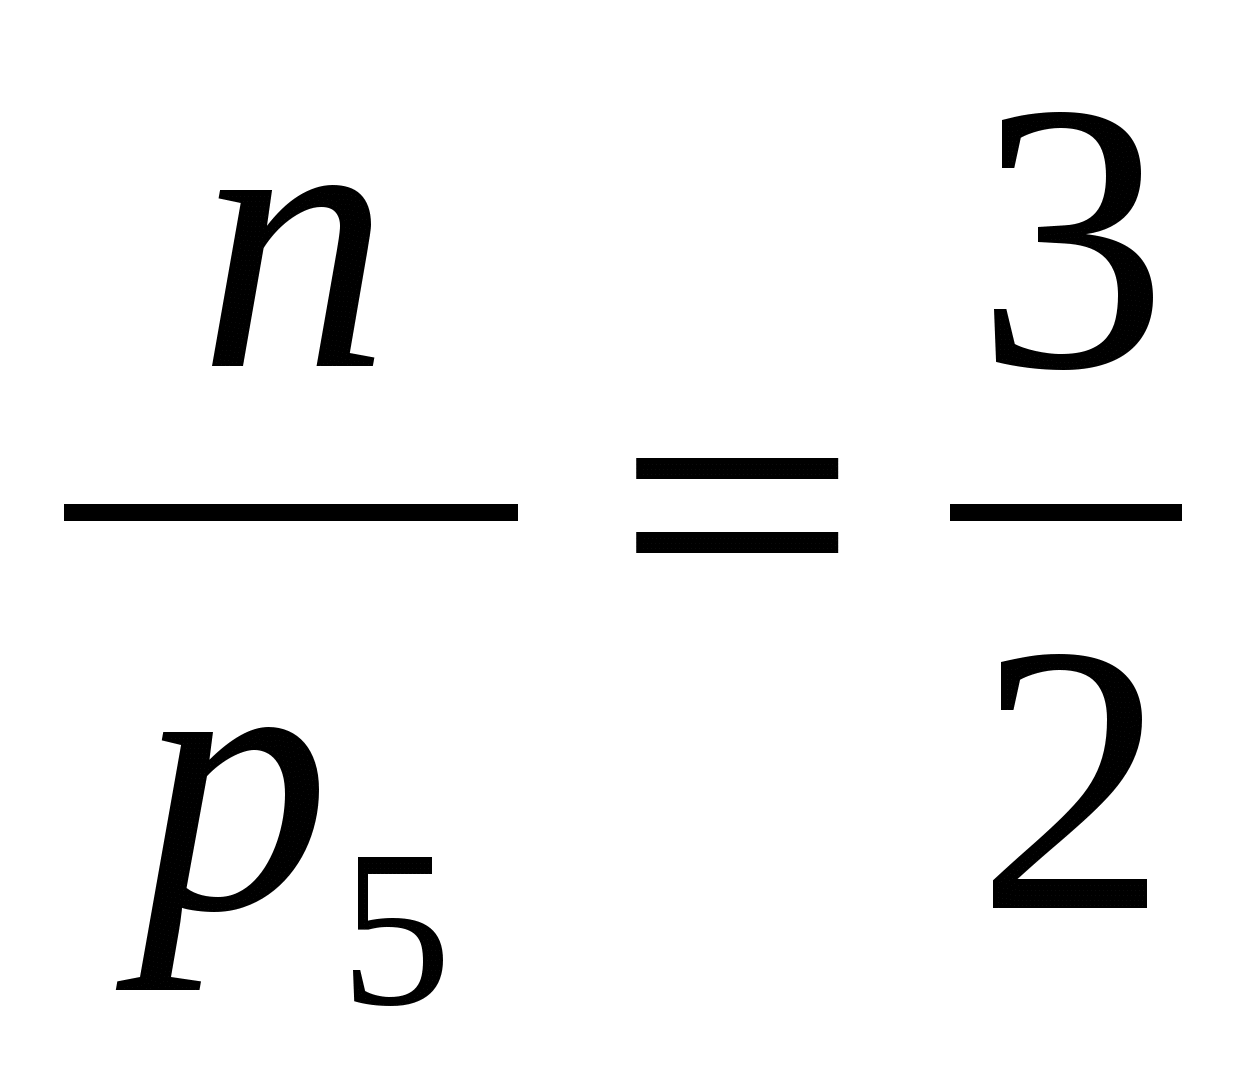 n/p₅ = 3/2